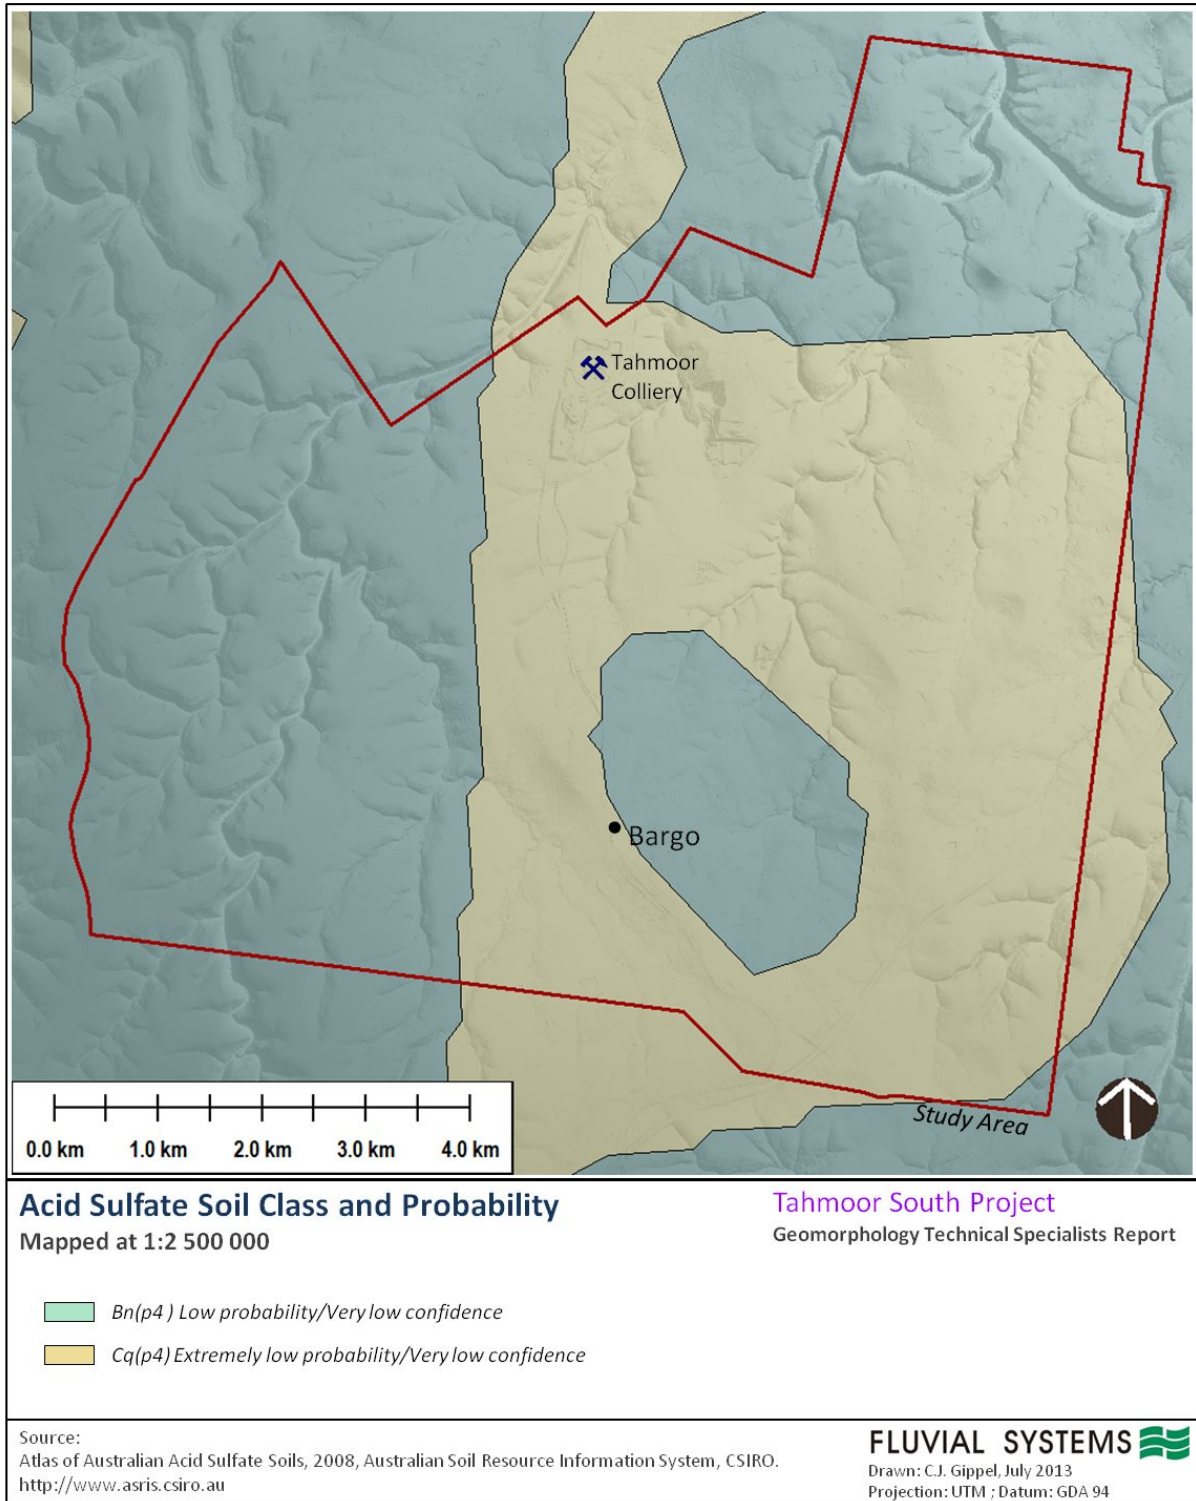 Tahmoor
Colliery
Bargo
Study Area
0.0 km 1.0 km 2.0 km 3.0 km 4.0 km
Acid Sulfate Soil Class and Probability
Mapped at 1:2 500 000
Tahmoor South Project
Geomorphology Technical Specialists Report
Bn(p4 ) Low probability/Very low confidence
Cq(p4) Extremely low probability/Very low confidence
Source:
Atlas of Australian Acid Sulfate Soils, 2008, Australian Soil Resource Information System, CSIRO.
http://www.asris.csiro.au
FLUVIAL SYSTEMS
Drawn: C.J. Gippel, July 2013
Projection: UTM ; Datum: GDA 94